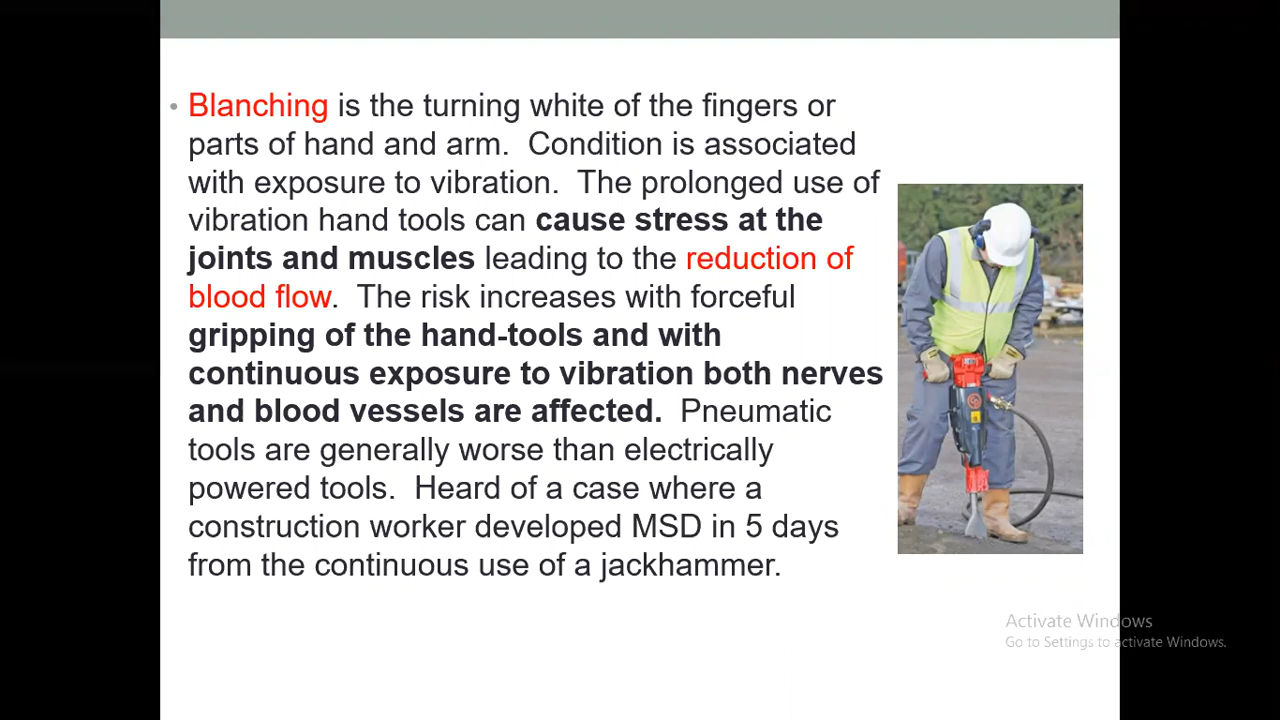 • Blanching is the turning white of the fingers or
parts of hand and arm.  Condition is associated
with exposure to vibration.  The prolonged use of
vibration hand tools can cause stress at the
joints and muscles leading to the reduction of
blood flow.  The risk increases with forceful
gripping of the hand-tools and with
continuous exposure to vibration both nerves
and blood vessels are affected.  Pneumatic
tools are generally worse than electrically
powered tools.  Heard of a case where a
construction worker developed MSD in 5 days
from the continuous use of a jackhammer.
Activate Windows
Go to Settings to activate Windows.